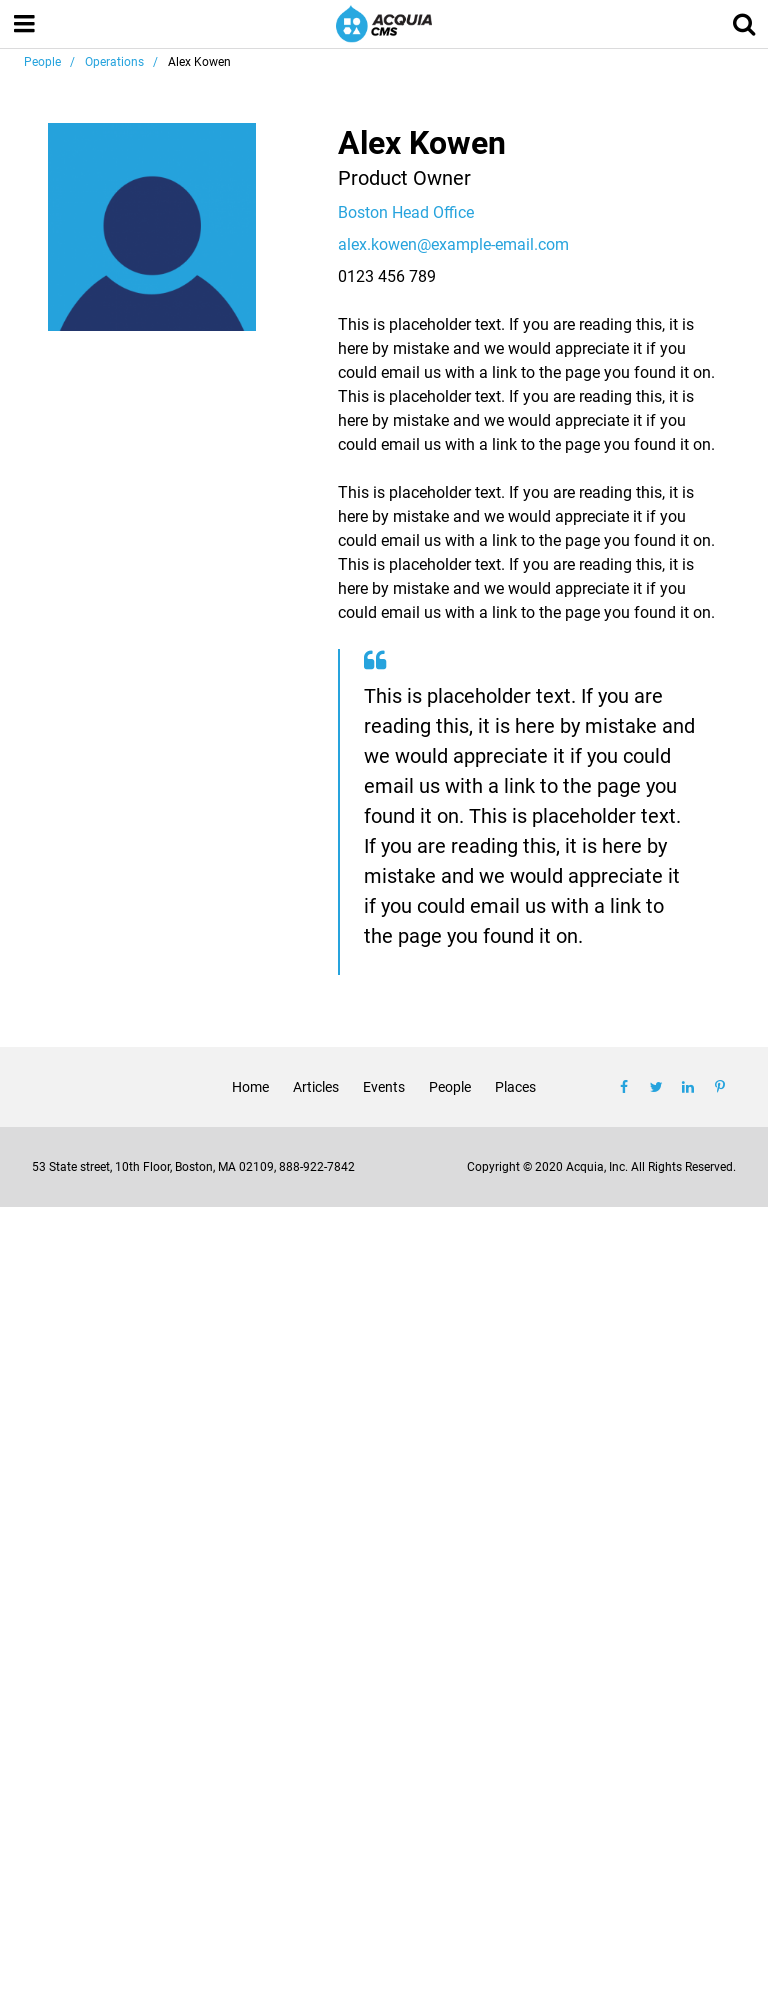 ACQUIA
CMS
People / Operations / Alex Kowen
Alex Kowen
Product Owner
Boston Head Office
alex.kowen@example-email.com
0123 456 789
This is placeholder text. If you are reading this, it is
here by mistake and we would appreciate it if you
could email us with a link to the page you found it on.
This is placeholder text. If you are reading this, it is
here by mistake and we would appreciate it if you
could email us with a link to the page you found it on.
This is placeholder text. If you are reading this, it is
here by mistake and we would appreciate it if you
could email us with a link to the page you found it on.
This is placeholder text. If you are reading this, it is
here by mistake and we would appreciate it if you
could email us with a link to the page you found it on.
This is placeholder text. If you are
reading this, it is here by mistake and
we would appreciate it if you could
email us with a link to the page you
found it on. This is placeholder text.
If you are reading this, it is here by
mistake and we would appreciate it
if you could email us with a link to
the page you found it on.
Home Articles Events People Places
53 State street, 10th Floor, Boston, MA 02109, 888-922-7842
Copyright © 2020 Acquia, Inc. All Rights Reserved.